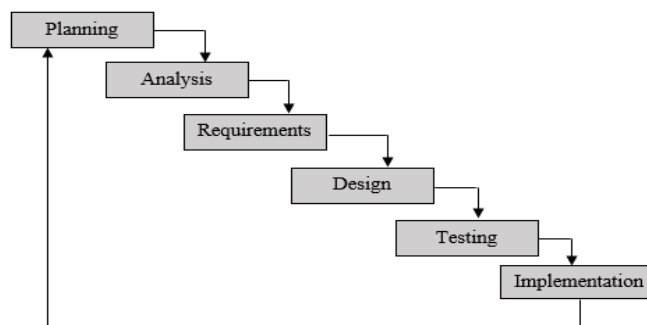 Planning
Analysis
Requirements
Design
Testing
Implementation